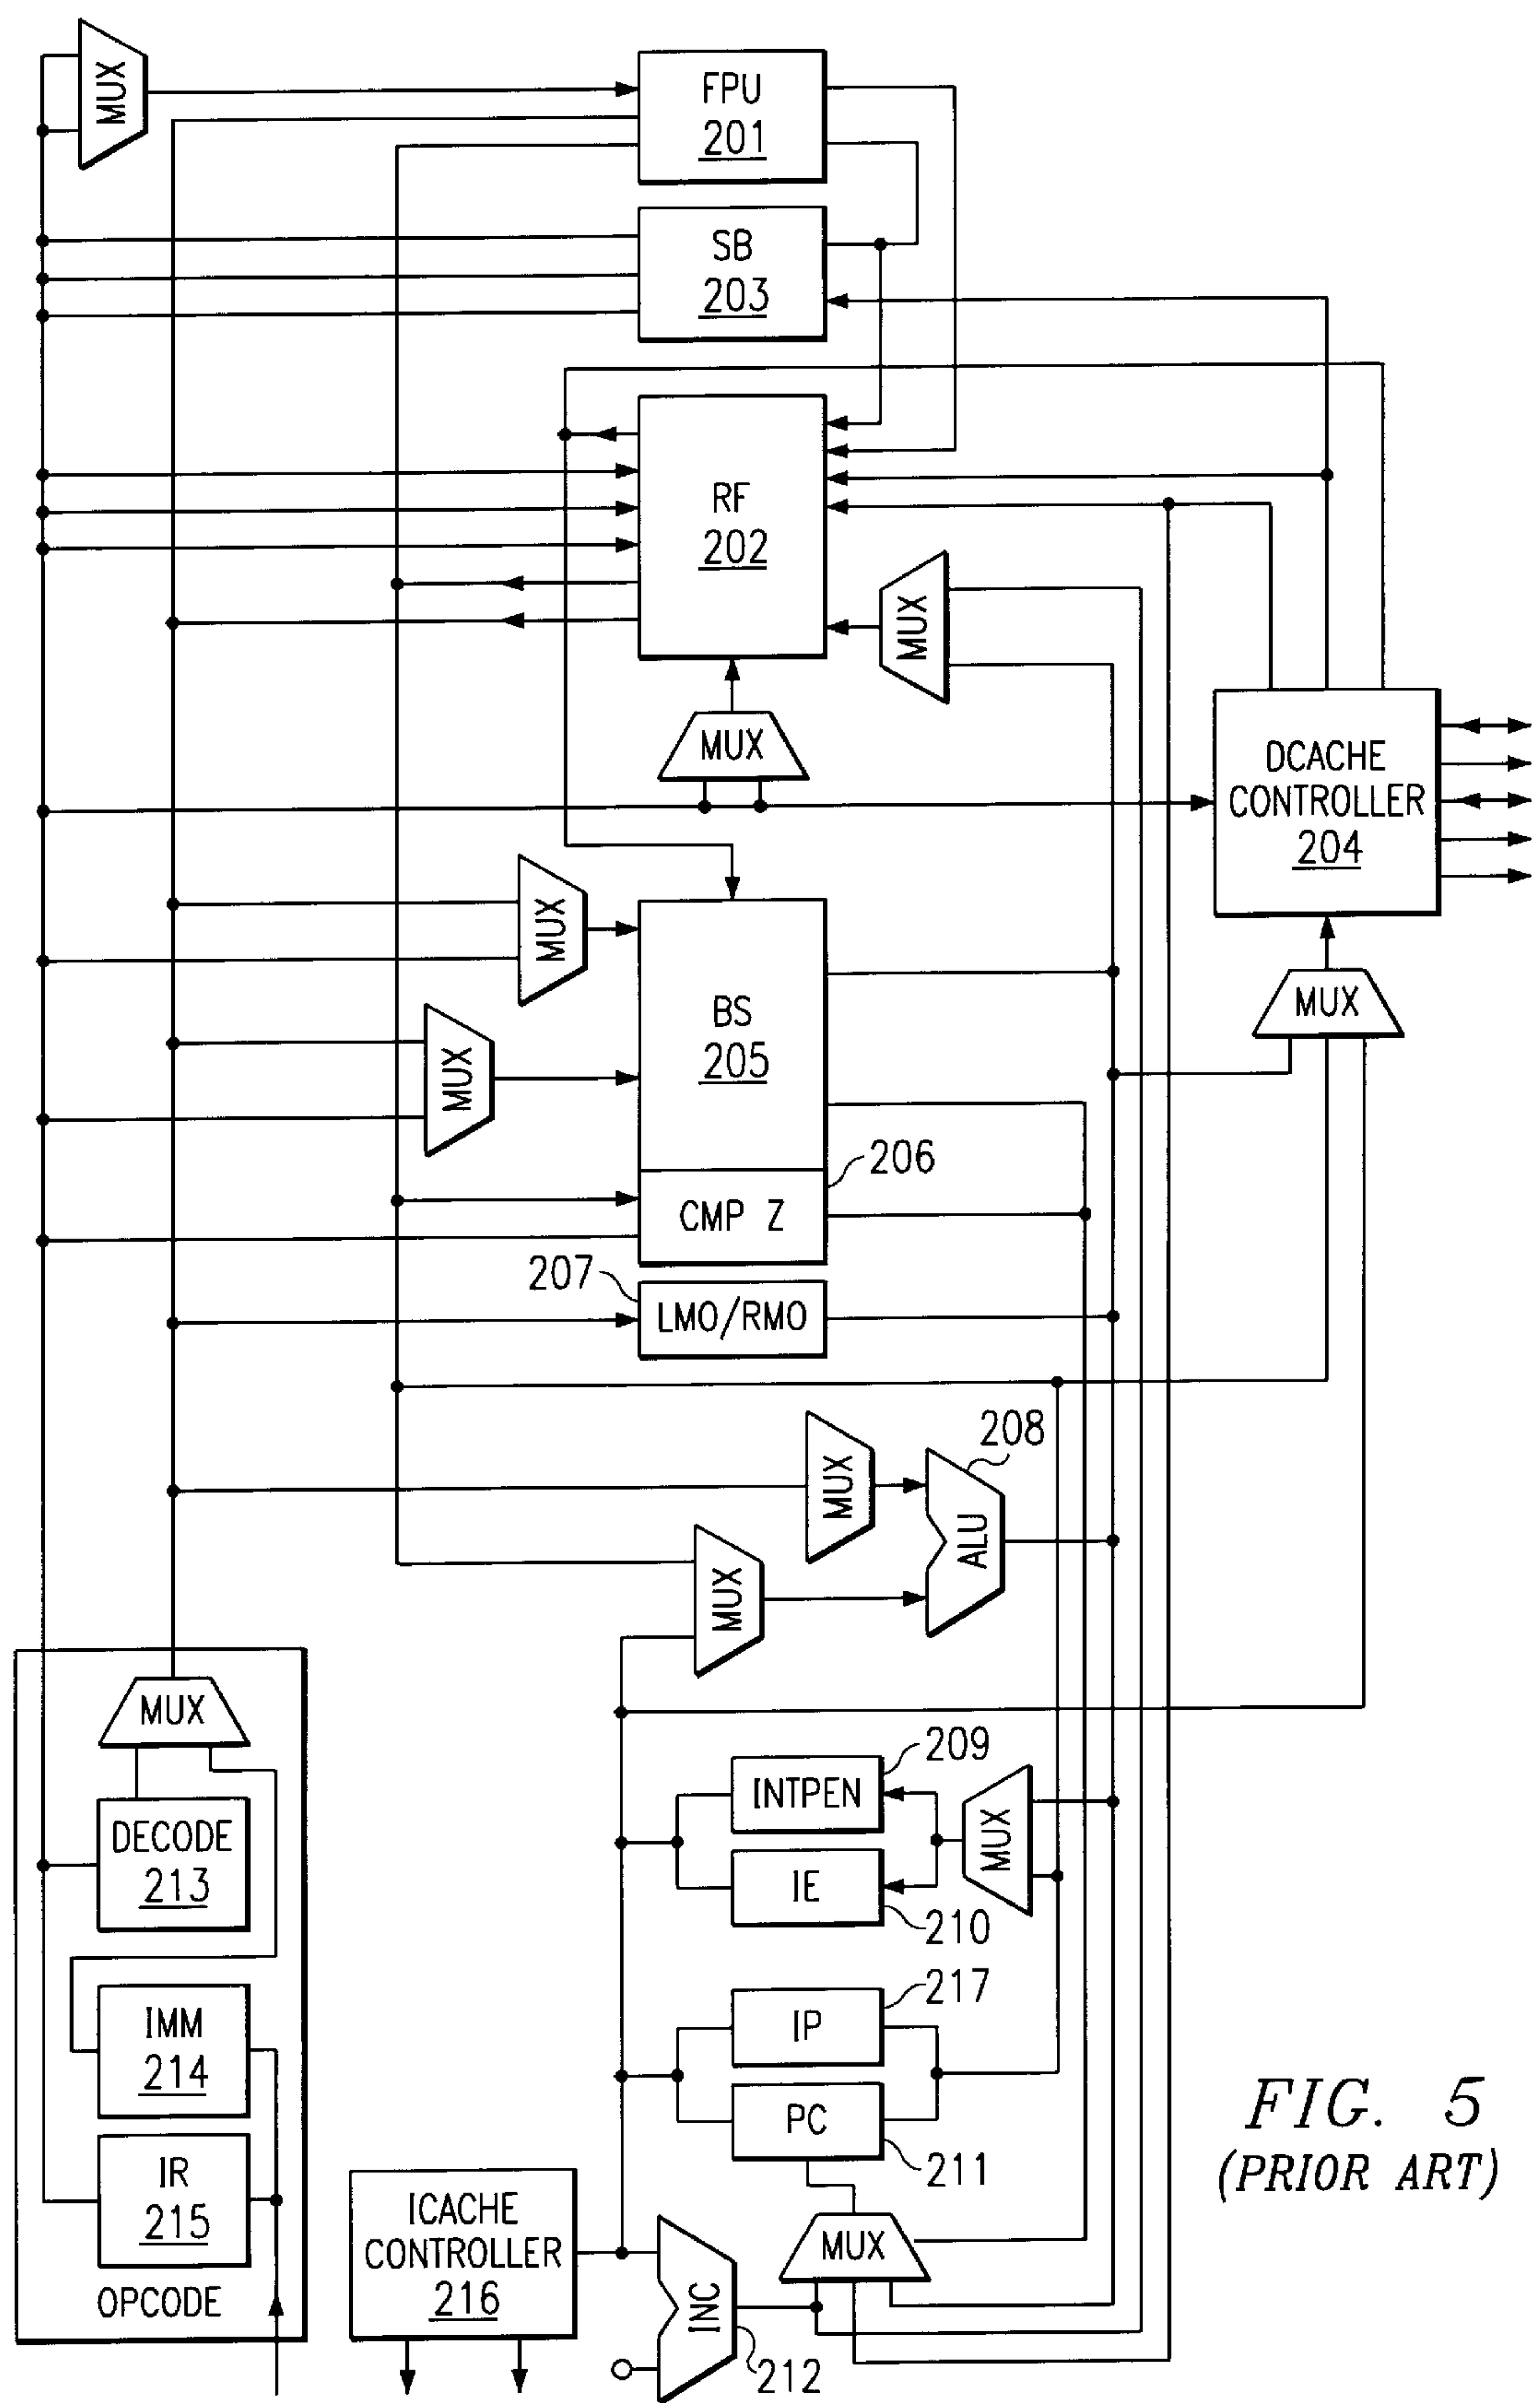 MUX
FPU
201
SB
203
RF
202
MUX
MUX
DCACHE
CONTROLLER
204
MUX
MUX
BS
205
MUX
206
CMP Z
207
LMO/RMO
208
MUX
ALU
MUX
MUX
209
INTPEN
MUX
DECODE
213
IE
210
217
IMM
214
IP
PC
211
IR
215
ICACHE
CONTROLLER
216
MUX
INC
212
OPCODE
FIG. 5
(PRIOR ART)